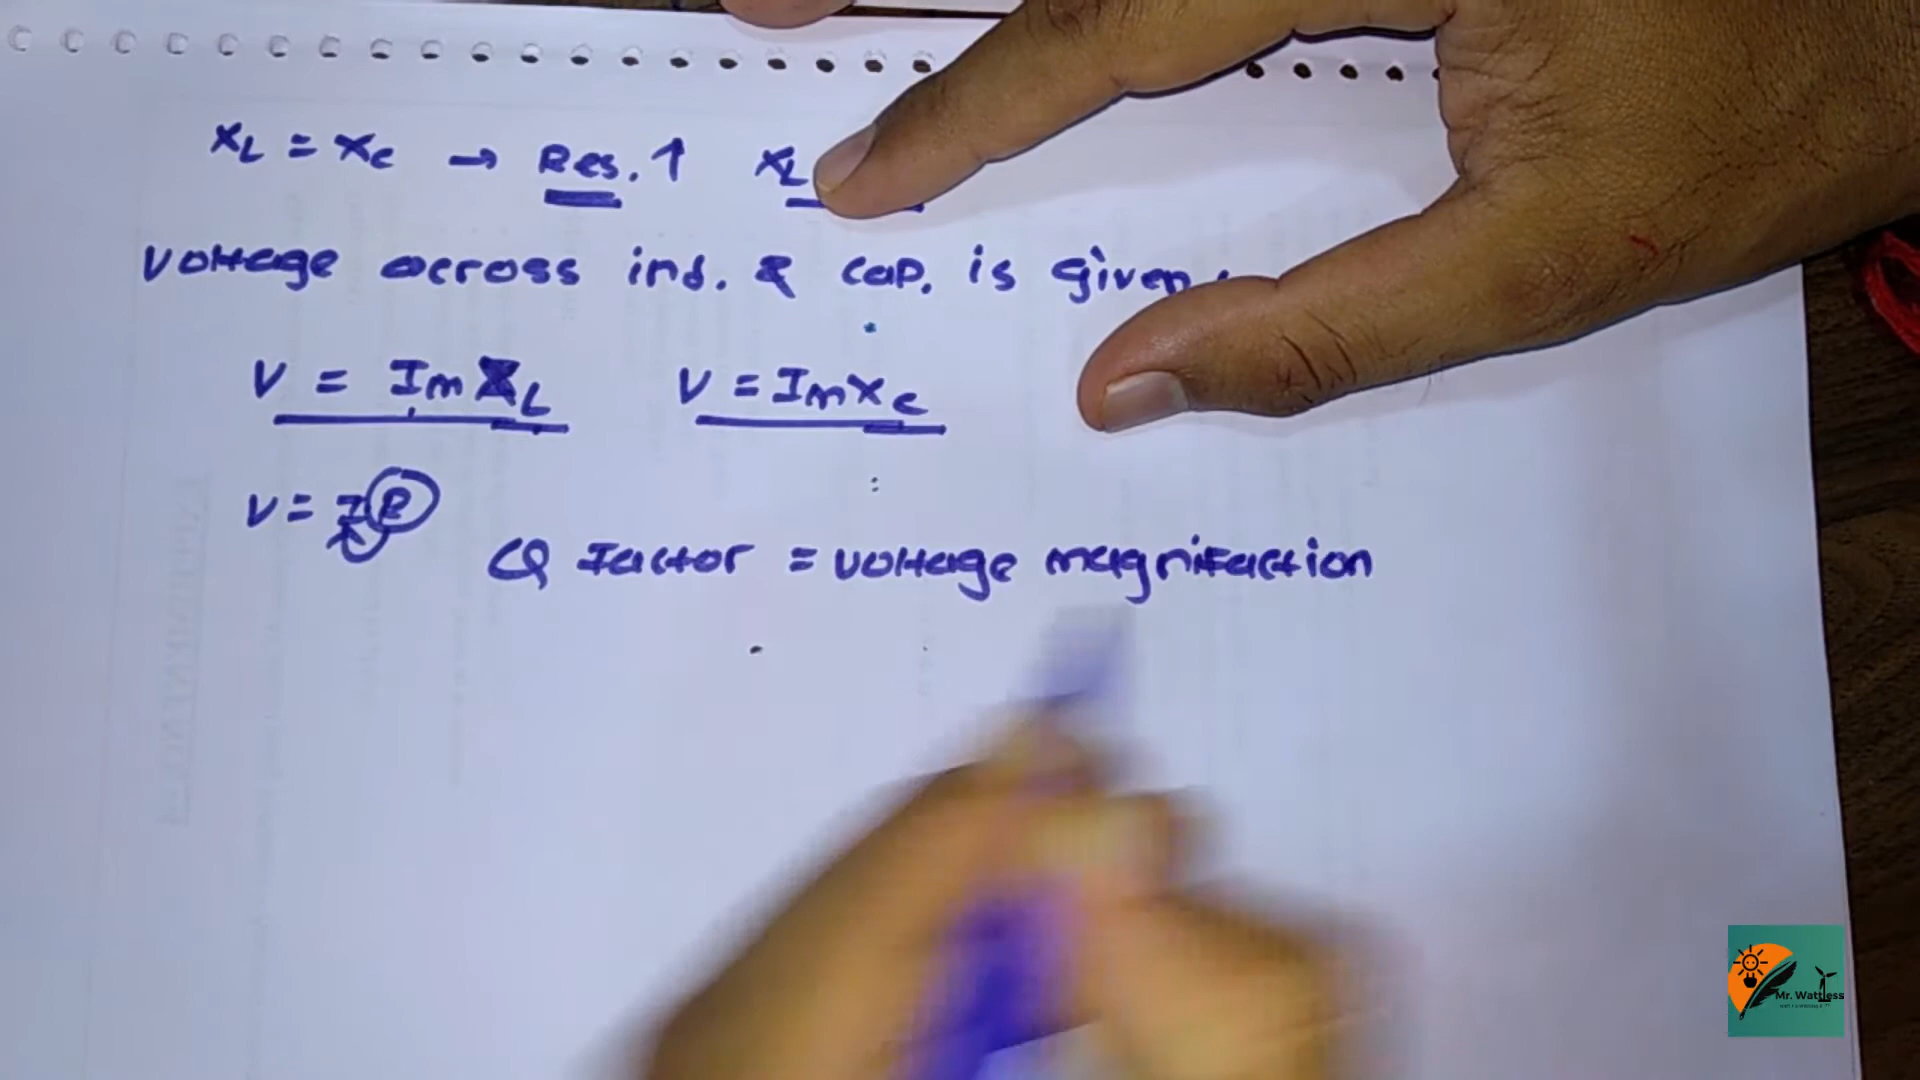 XL = Xc → Res. ↑ XL
voltage across ind. & cap. is given
V = Im XL V = Im Xc
V = IR
Q factor = voltage magnifaction
Mr. Wattless